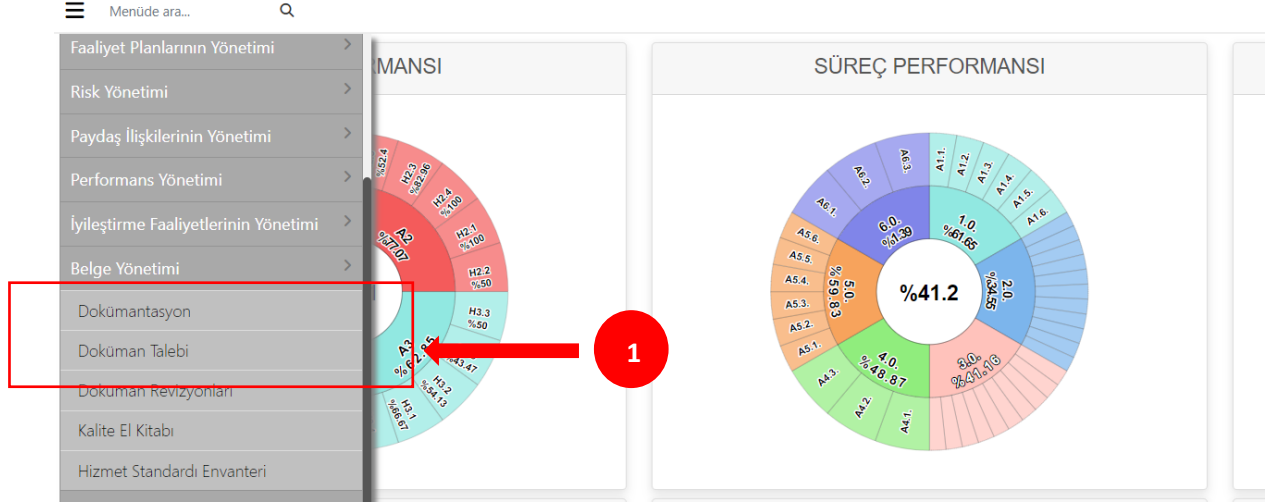 Menüde ara...
Faaliyet Planlarının Yönetimi
Risk Yönetimi
Paydaş İlişkilerinin Yönetimi
Performans Yönetimi
İyileştirme Faaliyetlerinin Yönetimi
Belge Yönetimi
Dokümantasyon
Doküman Talebi
Doküman Revizyonları
Kalite El Kitabı
Hizmet Standardı Envanteri
RMANSI
%52.4
H2.3
%82.96
H2.4
%100
H2.1
%100
H2.2
%50
A2
%77.07
H3.3
%50
A3
%62.85
%43.47
H3.2
%54.13
H3.1
%66.67
1
SÜREÇ PERFORMANSI
%41.2
1.0.
%61.65
2.0.
%34.55
3.0.
%41.16
4.0.
%48.87
5.0.
%59.83
6.0.
%1.39
A1.1.
A1.2.
A1.3.
A1.4.
A1.5.
A1.6.
A4.1.
A4.2.
A4.3.
A5.1.
A5.2.
A5.3.
A5.4.
A5.5.
A5.6.
A6.1.
A6.2.
A6.3.